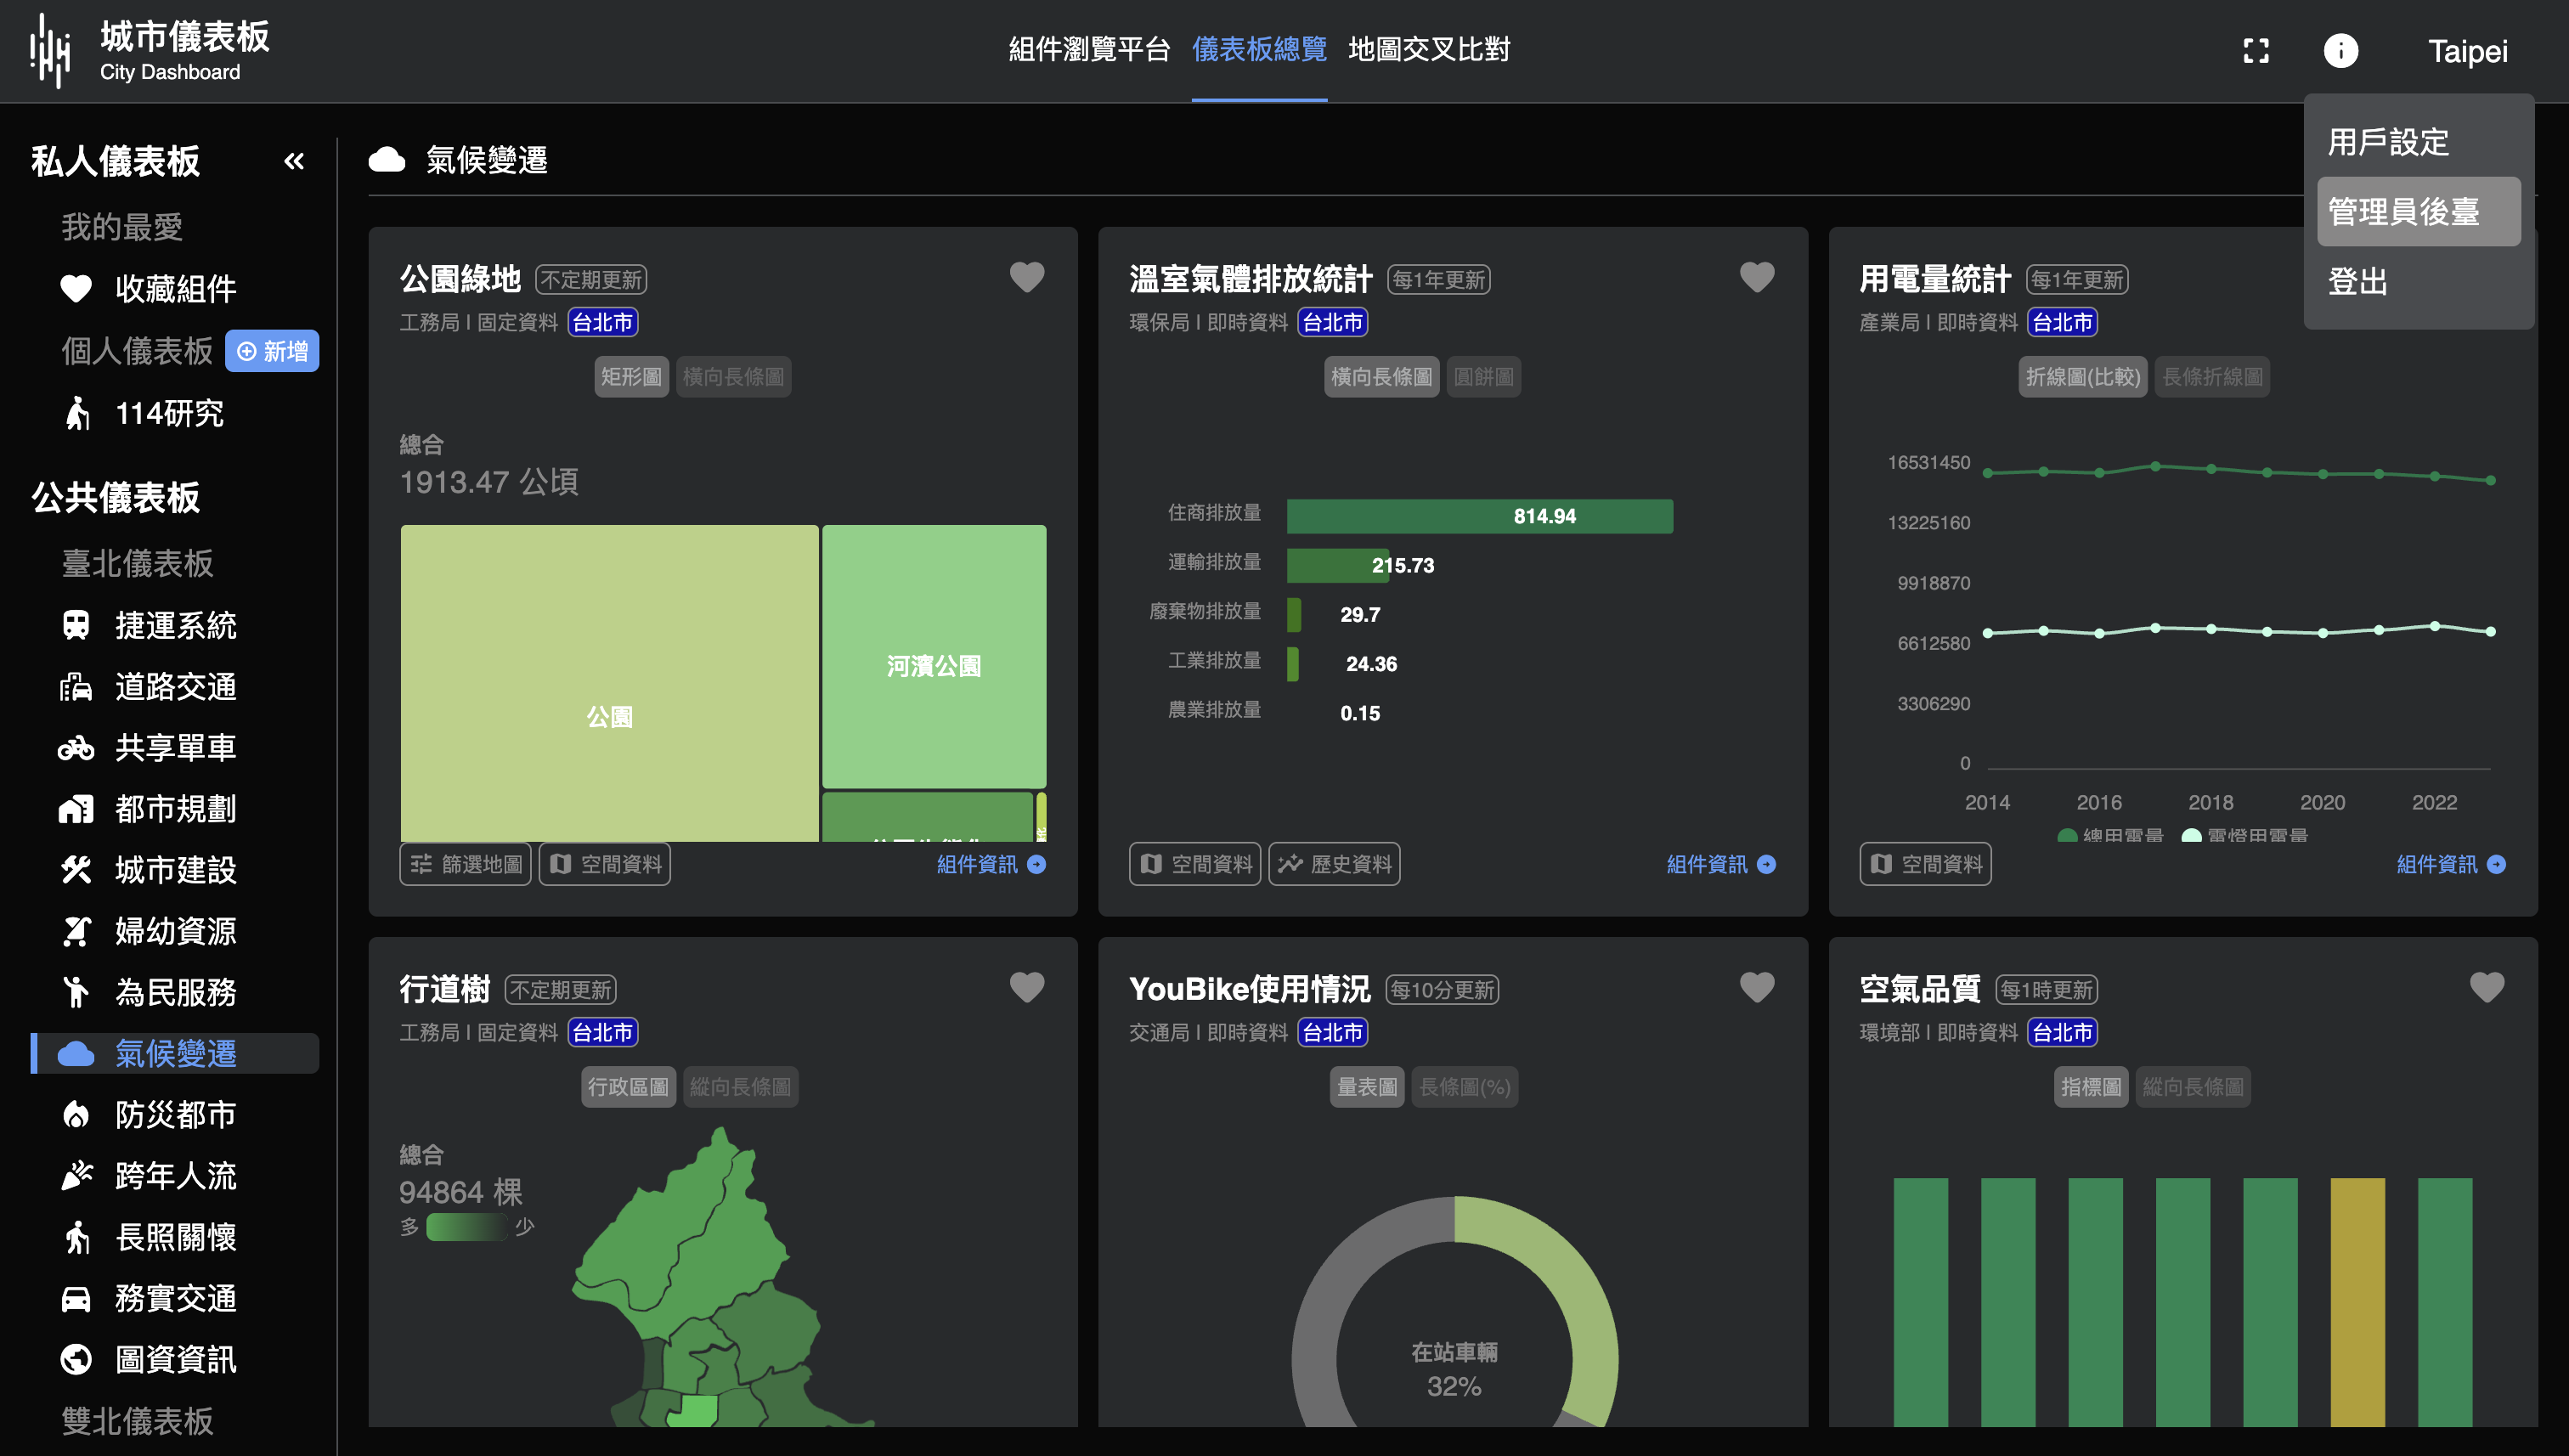 城市儀表板
City Dashboard
組件瀏覽平台 儀表板總覽 地圖交叉比對
Taipei
用戶設定
管理員後臺
登出
私人儀表板
我的最愛
收藏組件
個人儀表板 新增
114研究
公共儀表板
臺北儀表板
捷運系統
道路交通
共享單車
都市規劃
城市建設
婦幼資源
為民服務
氣候變遷
防災都市
跨年人流
長照關懷
務實交通
圖資資訊
雙北儀表板
氣候變遷
公園綠地 不定期更新
工務局 | 固定資料 台北市
矩形圖 橫向長條圖
總合
1913.47 公頃
公園
河濱公園
篩選地圖 空間資料 組件資訊
溫室氣體排放統計 每1年更新
環保局 | 即時資料 台北市
橫向長條圖 圓餅圖
住商排放量 814.94
運輸排放量 215.73
廢棄物排放量 29.7
工業排放量 24.36
農業排放量 0.15
空間資料 歷史資料 組件資訊
用電量統計 每1年更新
產業局 | 即時資料 台北市
折線圖(比較) 長條折線圖
16531450
13225160
9918870
6612580
3306290
0
2014 2016 2018 2020 2022
總用電量 電燈用電量
空間資料 組件資訊
行道樹 不定期更新
工務局 | 固定資料 台北市
行政區圖 縱向長條圖
總合
94864 棵
多 少
YouBike使用情況 每10分更新
交通局 | 即時資料 台北市
量表圖 長條圖(%)
在站車輛
32%
空氣品質 每1時更新
環境部 | 即時資料 台北市
指標圖 縱向長條圖